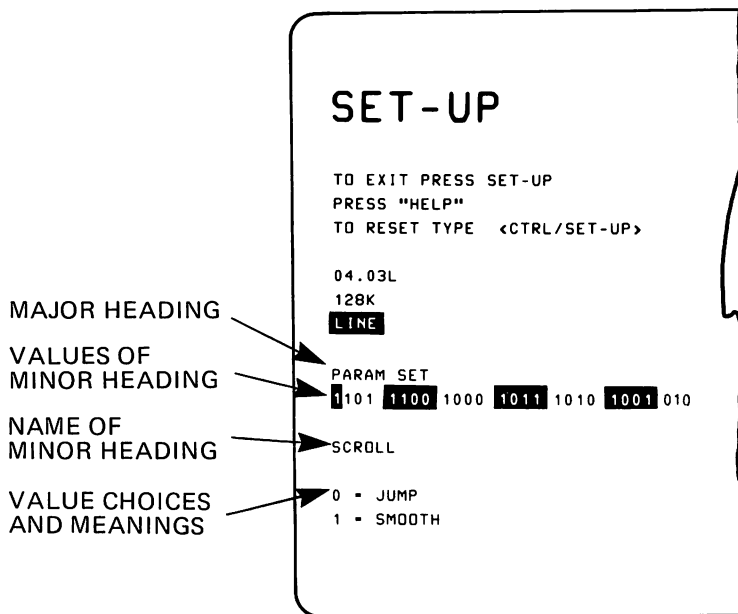 SET-UP
TO EXIT PRESS SET-UP
PRESS "HELP"
TO RESET TYPE <CTRL/SET-UP>
04.03L
128K
LINE
MAJOR HEADING
PARAM SET
VALUES OF
MINOR HEADING
1101 1100 1000 1011 1010 1001 010
NAME OF
MINOR HEADING
SCROLL
VALUE CHOICES
AND MEANINGS
0 = JUMP
1 = SMOOTH